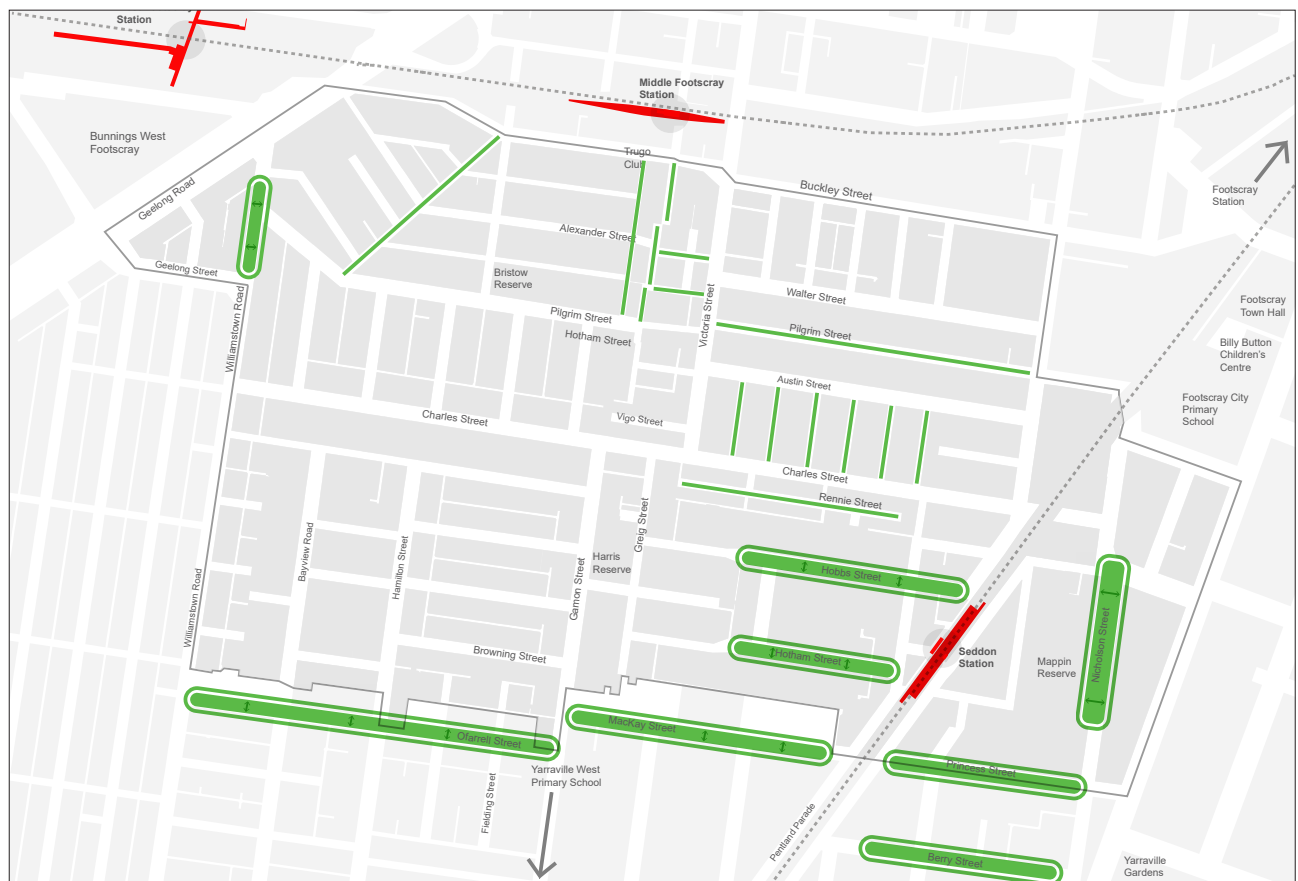 Station
Middle Footscray
Station
Bunnings West
Footscray
Trugo
Club
Buckley Street
Footscray
Station
Geelong Road
Alexander Street
Geelong Street
Bristow
Reserve
Walter Street
Williamstown Road
Victoria Street
Footscray
Town Hall
Pilgrim Street
Hotham Street
Pilgrim Street
Billy Button
Children's
Centre
Austin Street
Footscray City
Primary
School
Charles Street
Vigo Street
Charles Street
Rennie Street
Greig Street
Bayview Road
Hamilton Street
Harris
Reserve
Gamon Street
Hobbs Street
Williamstown Road
Nicholson Street
Browning Street
Hotham Street
Seddon
Station
Mappin
Reserve
Ofarrell Street
MacKay Street
Princess Street
Yarraville West
Primary School
Fielding Street
Pentland Parade
Berry Street
Yarraville
Gardens